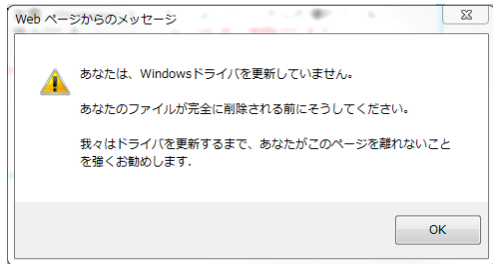 Web ページからのメッセージ
あなたは、Windowsドライバを更新していません。
あなたのファイルが完全に削除される前にそうしてください。
我々はドライバを更新するまで、あなたがこのページを離れないこと
を強くお勧めします.
OK